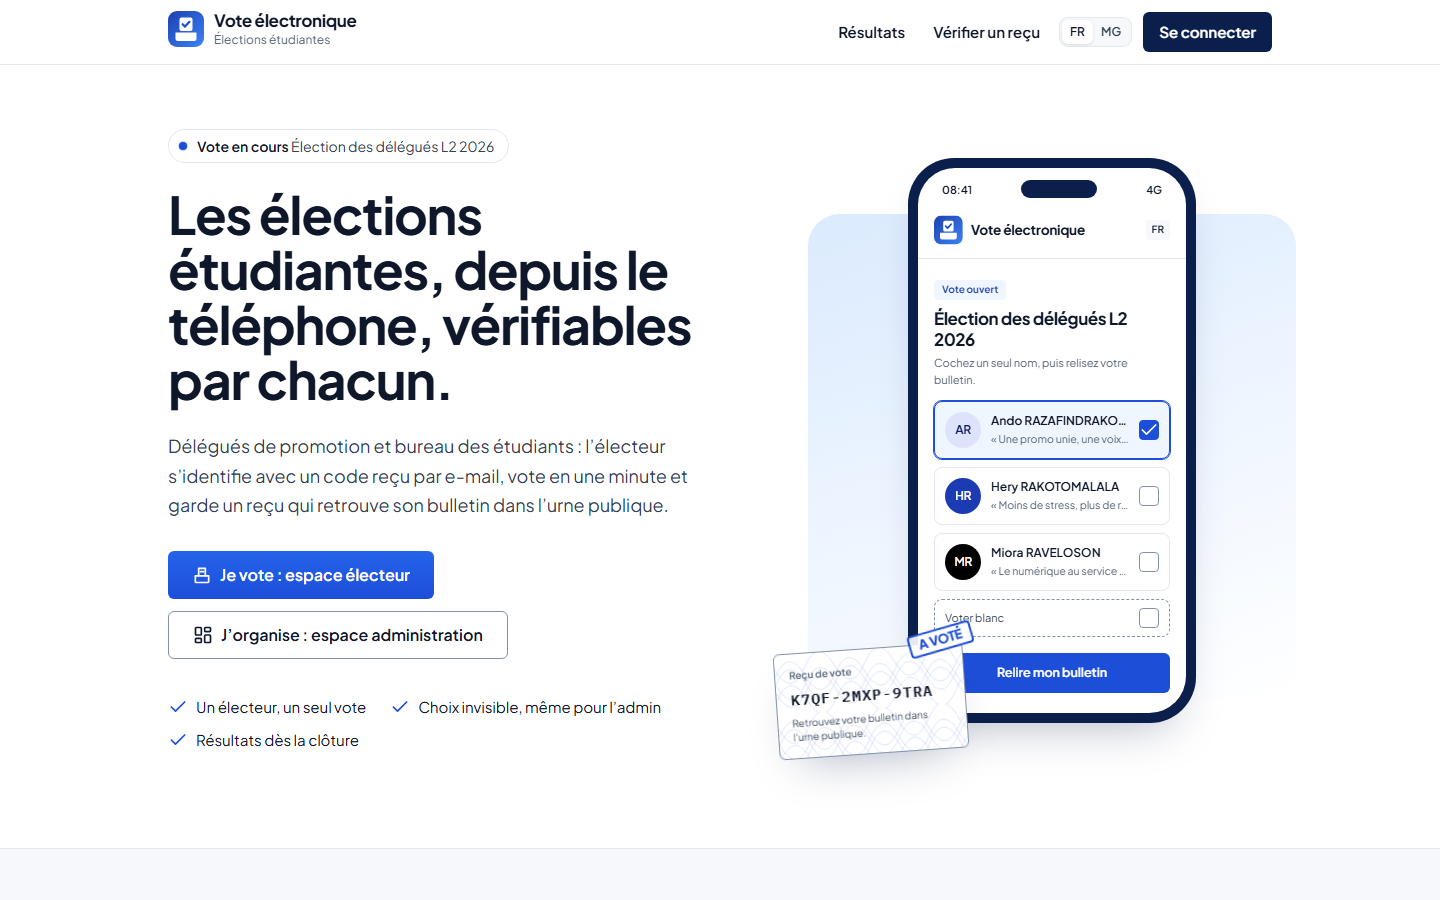 Vote électronique
Élections étudiantes
Résultats
Vérifier un reçu
FR
MG
Se connecter
Vote en cours Élection des délégués L2 2026
Les élections
étudiantes, depuis le
téléphone, vérifiables
par chacun.
Délégués de promotion et bureau des étudiants : l’électeur
s’identifie avec un code reçu par e-mail, vote en une minute et
garde un reçu qui retrouve son bulletin dans l’urne publique.
Je vote : espace électeur
J’organise : espace administration
Un électeur, un seul vote
Choix invisible, même pour l’admin
Résultats dès la clôture
08:41
4G
Vote électronique
FR
Vote ouvert
Élection des délégués L2
2026
Cochez un seul nom, puis relisez votre
bulletin.
AR
Ando RAZAFINDRAKO…
« Une promo unie, une voix…
HR
Hery RAKOTOMALALA
« Moins de stress, plus de r…
MR
Miora RAVELOSON
« Le numérique au service …
Voter blanc
Relire mon bulletin
A VOTÉ
Reçu de vote
K7QF-2MXP-9TRA
Retrouvez votre bulletin dans
l’urne publique.